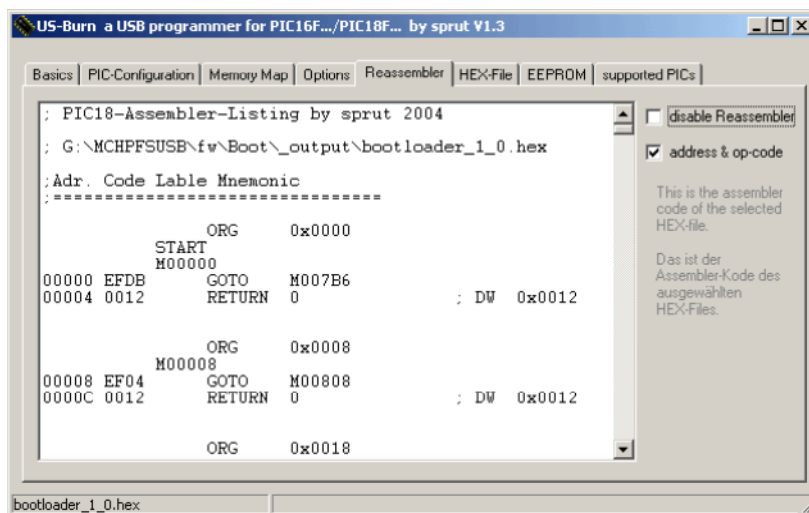 US-Burn a USB programmer for PIC16F.../PIC18F... by sprut V1.3
Basics PIC-Configuration Memory Map Options Reassembler HEX-File EEPROM supported PICs
; PIC18-Assembler-Listing by sprut 2004
; G:\MCHPFSUSB\fw\Boot\_output\bootloader_1_0.hex
;Adr. Code Lable Mnemonic
;=================================
ORG 0x0000
START
M00000
00000 EFDB GOTO M007B6
00004 0012 RETURN 0 ; DW 0x0012
ORG 0x0008
M00008
00008 EF04 GOTO M00808
0000C 0012 RETURN 0 ; DW 0x0012
ORG 0x0018
disable Reassembler
address & op-code
This is the assembler
code of the selected
HEX-file.
Das ist der
Assembler-Kode des
ausgewählten
HEX-Files.
bootloader_1_0.hex